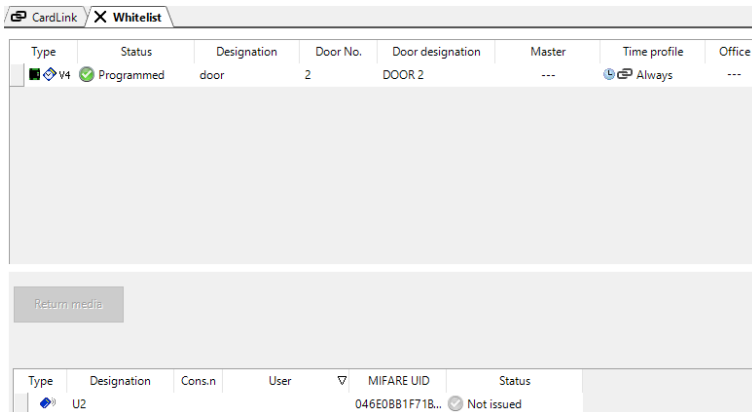 CardLink Whitelist
Type Status Designation Door No. Door designation Master Time profile Office
V4 Programmed door 2 DOOR 2 --- Always ---
Return media
Type Designation Cons.n User MIFARE UID Status
U2 046E0BB1F71B... Not issued